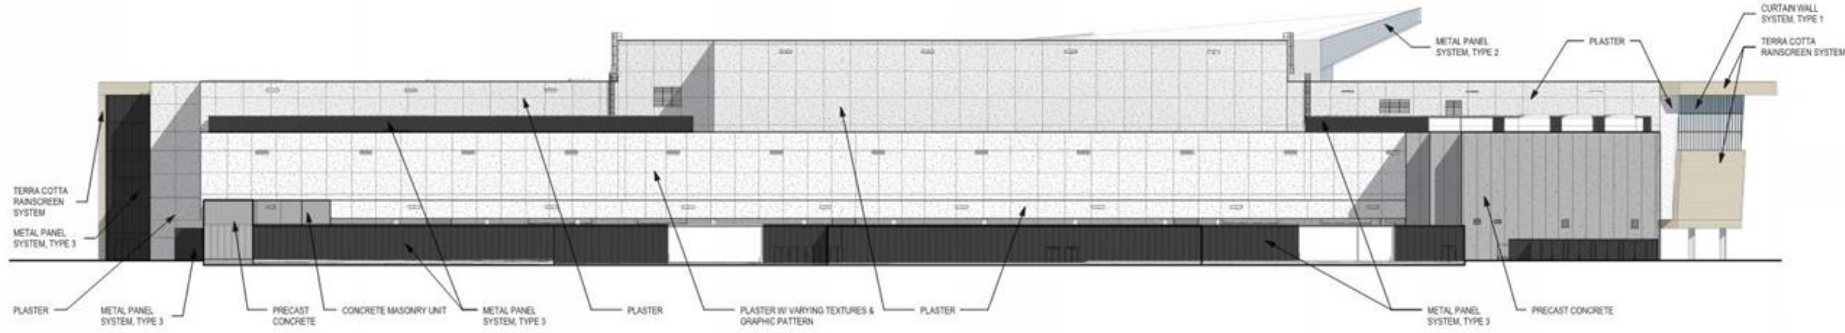 CURTAIN WALL
SYSTEM, TYPE 1
METAL PANEL
SYSTEM, TYPE 2
PLASTER
TERRA COTTA
RAINSCREEN SYSTEM
TERRA COTTA
RAINSCREEN
SYSTEM
METAL PANEL
SYSTEM, TYPE 3
PLASTER
METAL PANEL
SYSTEM, TYPE 3
PRECAST
CONCRETE
CONCRETE MASONRY UNIT
METAL PANEL
SYSTEM, TYPE 3
PLASTER
PLASTER W/ VARYING TEXTURES &
GRAPHIC PATTERN
PLASTER
METAL PANEL
SYSTEM, TYPE 3
PRECAST CONCRETE